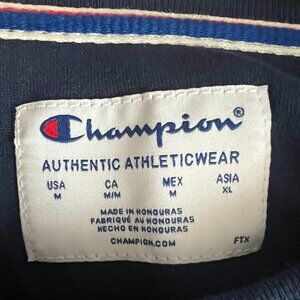 Champion®
AUTHENTIC ATHLETICWEAR
USA CA MEX ASIA
M M/M M XL
MADE IN HONDURAS
FABRIQUÉ AU HONDURAS
HECHO EN HONDURAS
CHAMPION.COM FTX